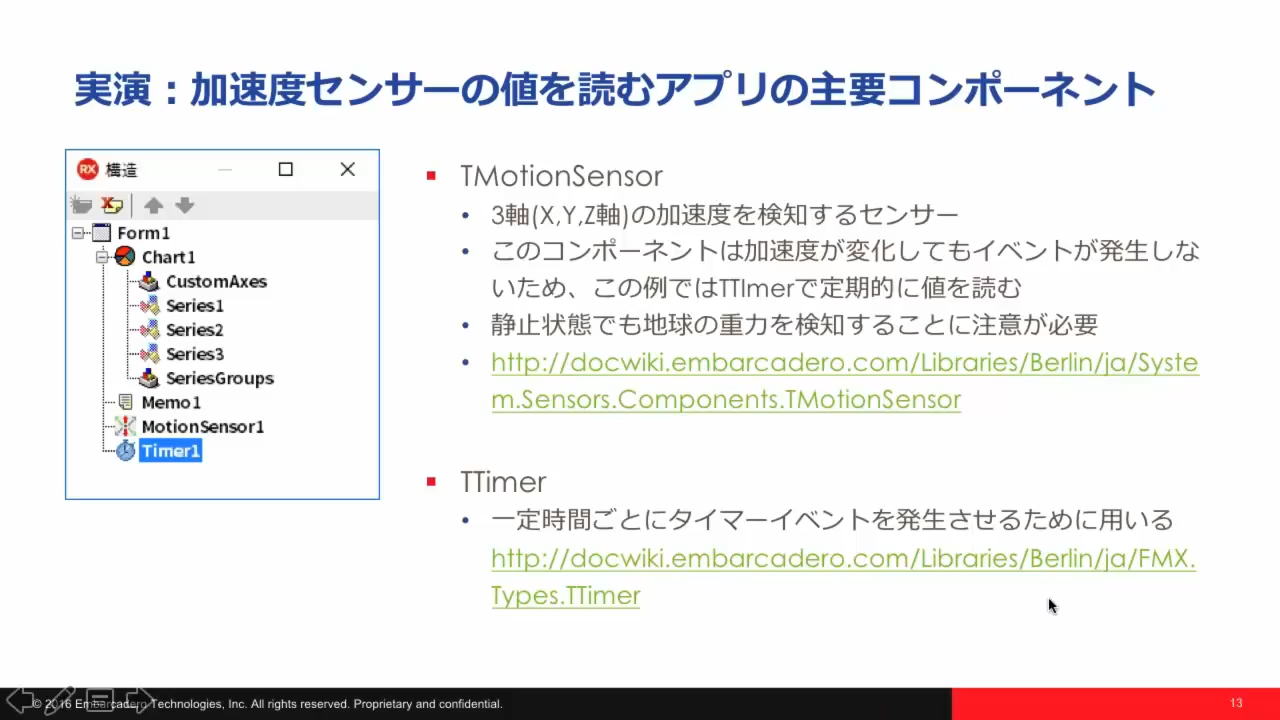 実演：加速度センサーの値を読むアプリの主要コンポーネント
RX 構造
Form1
Chart1
CustomAxes
Series1
Series2
Series3
SeriesGroups
Memo1
MotionSensor1
Timer1
TMotionSensor
3軸(X,Y,Z軸)の加速度を検知するセンサー
このコンポーネントは加速度が変化してもイベントが発生しな
いため、この例ではTTImerで定期的に値を読む
静止状態でも地球の重力を検知することに注意が必要
http://docwiki.embarcadero.com/Libraries/Berlin/ja/Syste
m.Sensors.Components.TMotionSensor
TTimer
一定時間ごとにタイマーイベントを発生させるために用いる
http://docwiki.embarcadero.com/Libraries/Berlin/ja/FMX.
Types.TTimer
© 2016 Embarcadero Technologies, Inc. All rights reserved. Proprietary and confidential.
13